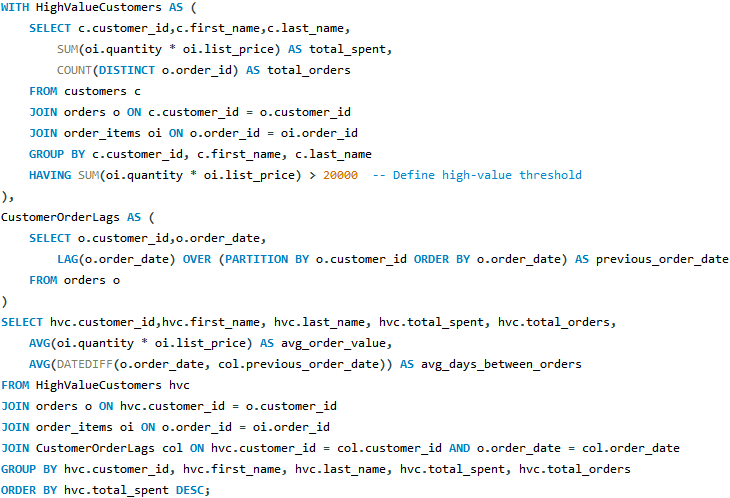 WITH HighValueCustomers AS (
    SELECT c.customer_id,c.first_name,c.last_name,
        SUM(oi.quantity * oi.list_price) AS total_spent,
        COUNT(DISTINCT o.order_id) AS total_orders
    FROM customers c
    JOIN orders o ON c.customer_id = o.customer_id
    JOIN order_items oi ON o.order_id = oi.order_id
    GROUP BY c.customer_id, c.first_name, c.last_name
    HAVING SUM(oi.quantity * oi.list_price) > 20000  -- Define high-value threshold
),
CustomerOrderLags AS (
    SELECT o.customer_id,o.order_date,
        LAG(o.order_date) OVER (PARTITION BY o.customer_id ORDER BY o.order_date) AS previous_order_date
    FROM orders o
)
SELECT hvc.customer_id,hvc.first_name, hvc.last_name, hvc.total_spent, hvc.total_orders,
    AVG(oi.quantity * oi.list_price) AS avg_order_value,
    AVG(DATEDIFF(o.order_date, col.previous_order_date)) AS avg_days_between_orders
FROM HighValueCustomers hvc
JOIN orders o ON hvc.customer_id = o.customer_id
JOIN order_items oi ON o.order_id = oi.order_id
JOIN CustomerOrderLags col ON hvc.customer_id = col.customer_id AND o.order_date = col.order_date
GROUP BY hvc.customer_id, hvc.first_name, hvc.last_name, hvc.total_spent, hvc.total_orders
ORDER BY hvc.total_spent DESC;